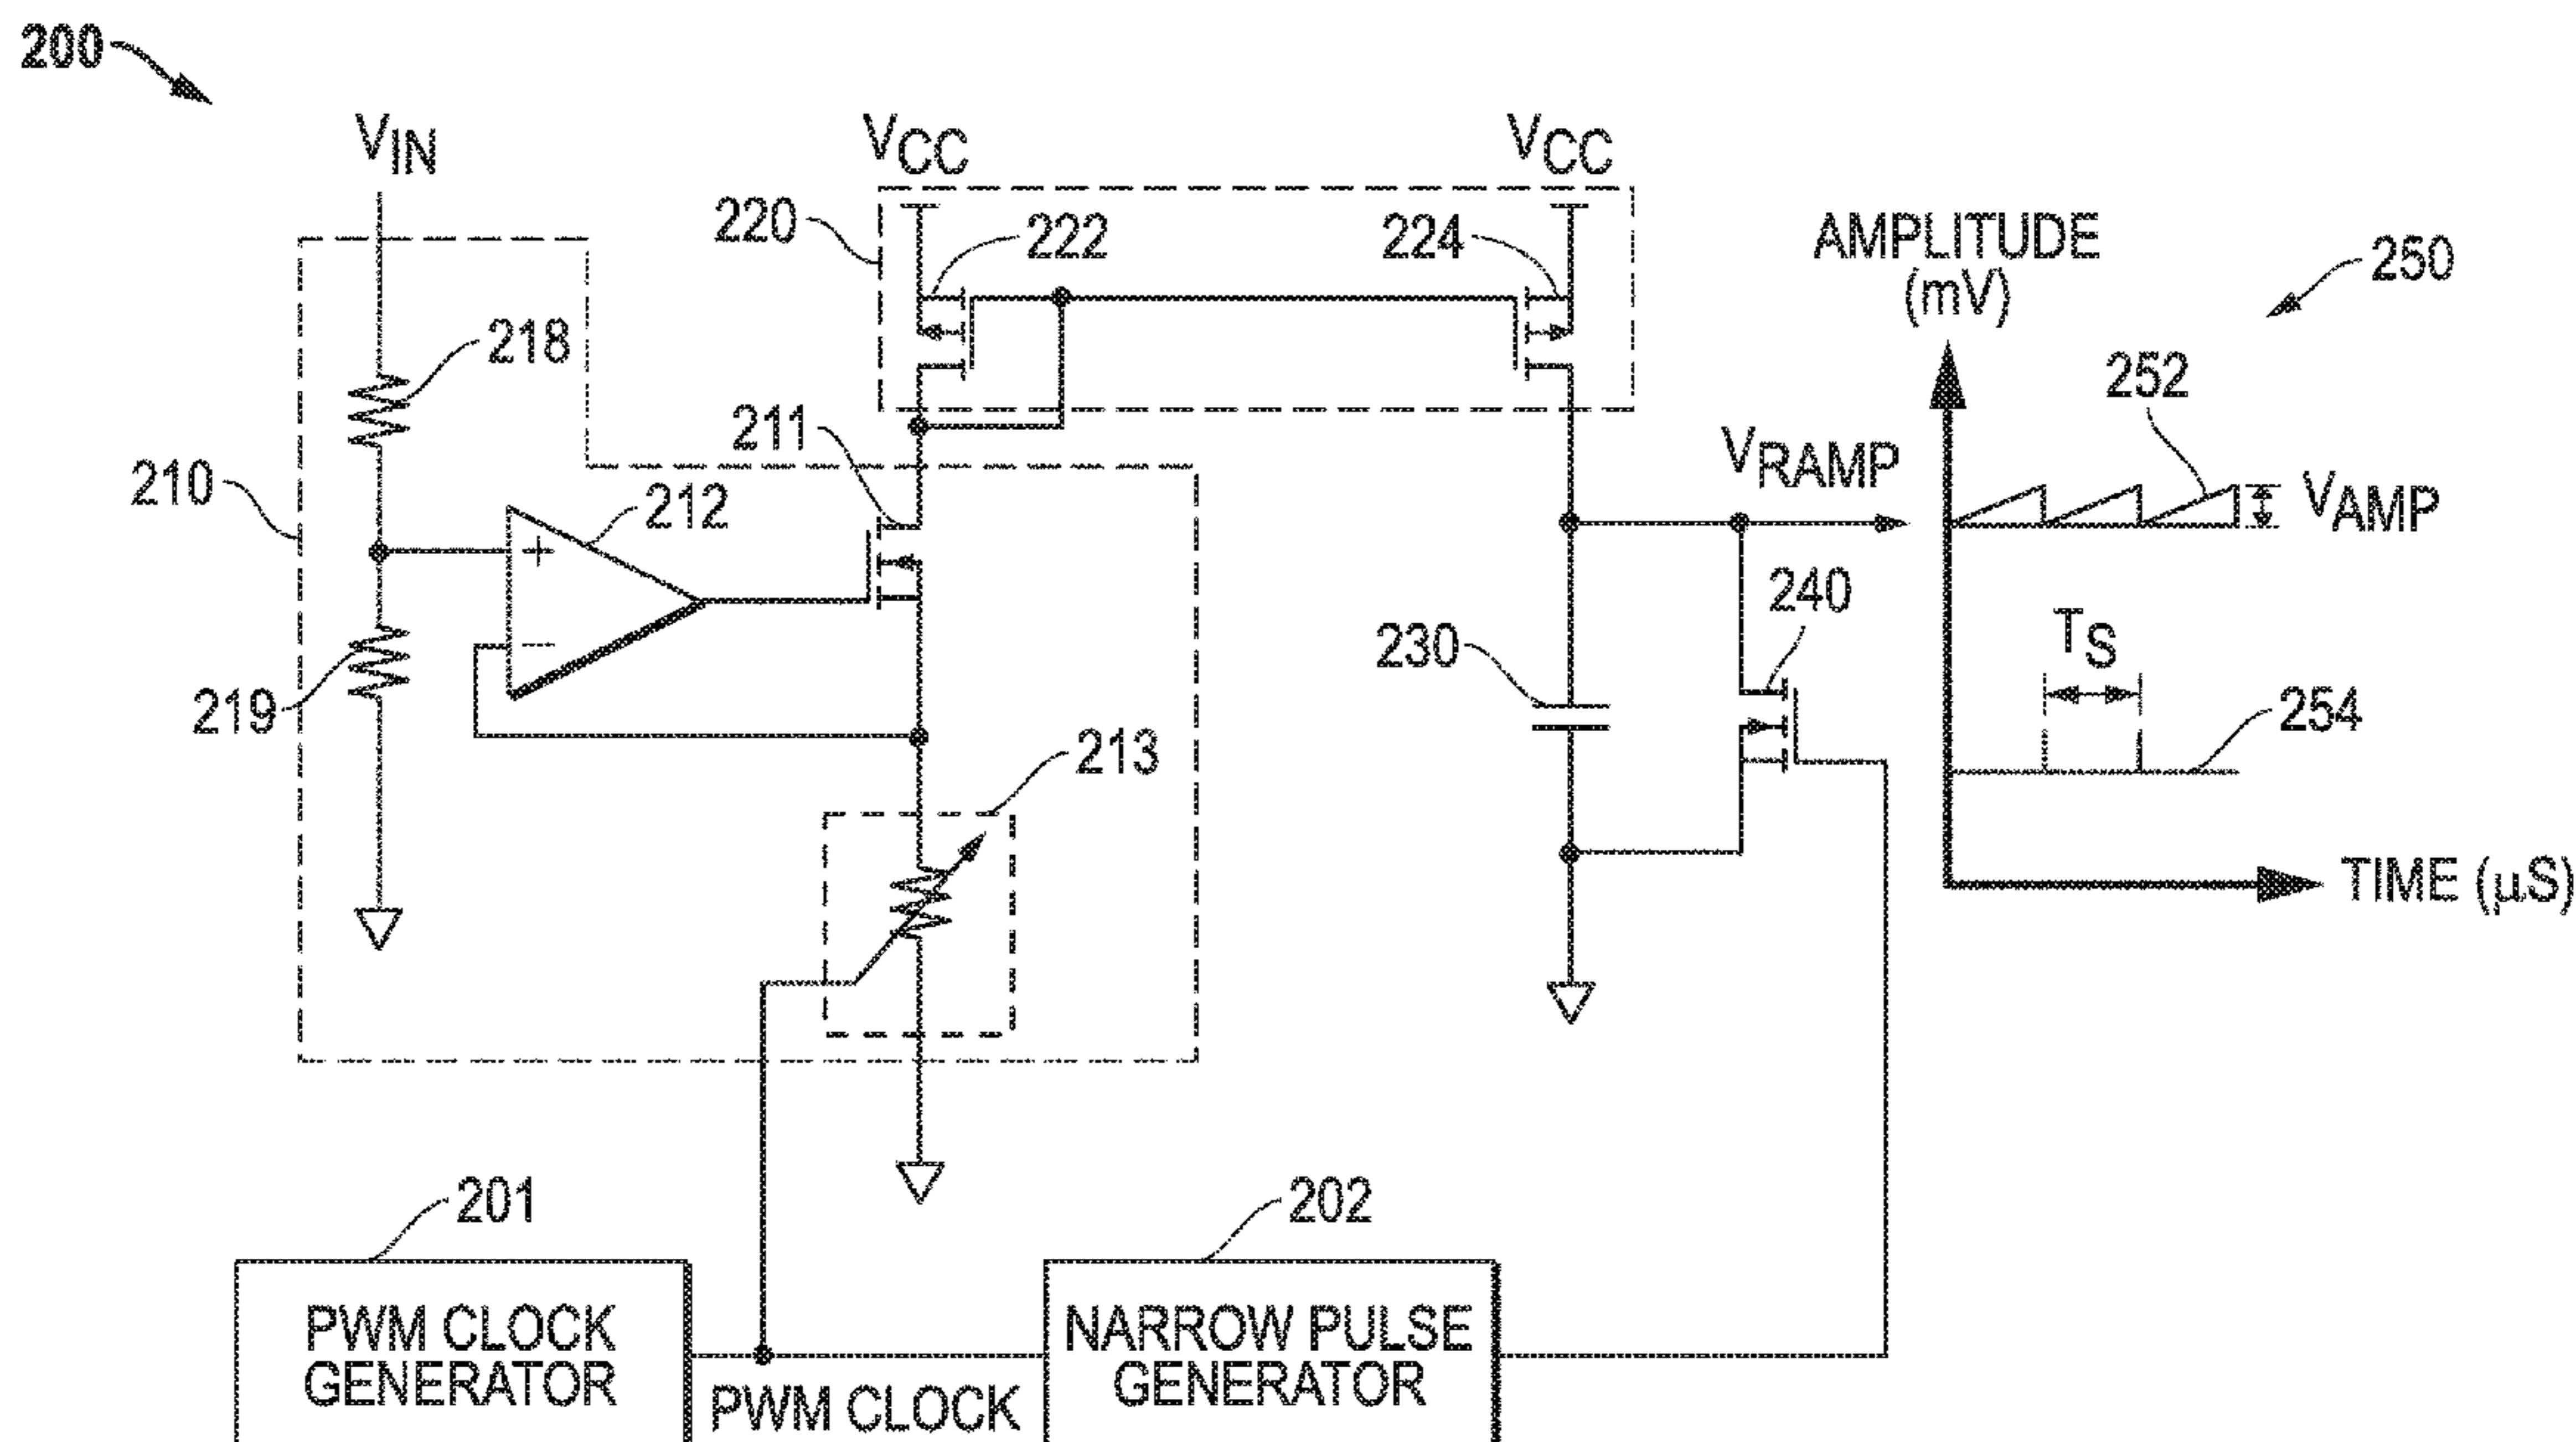 200
VIN
VCC
VCC
220
222
224
AMPLITUDE
(mV)
250
218
252
211
210
VRAMP
VAMP
212
+
240
TS
230
−
219
254
213
TIME (μS)
201
202
PWM CLOCK
GENERATOR
PWM CLOCK
NARROW PULSE
GENERATOR